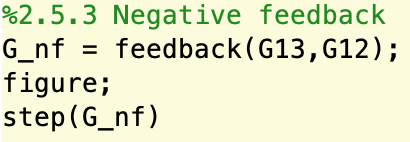 %2.5.3 Negative feedback
G_nf = feedback(G13,G12);
figure;
step(G_nf)